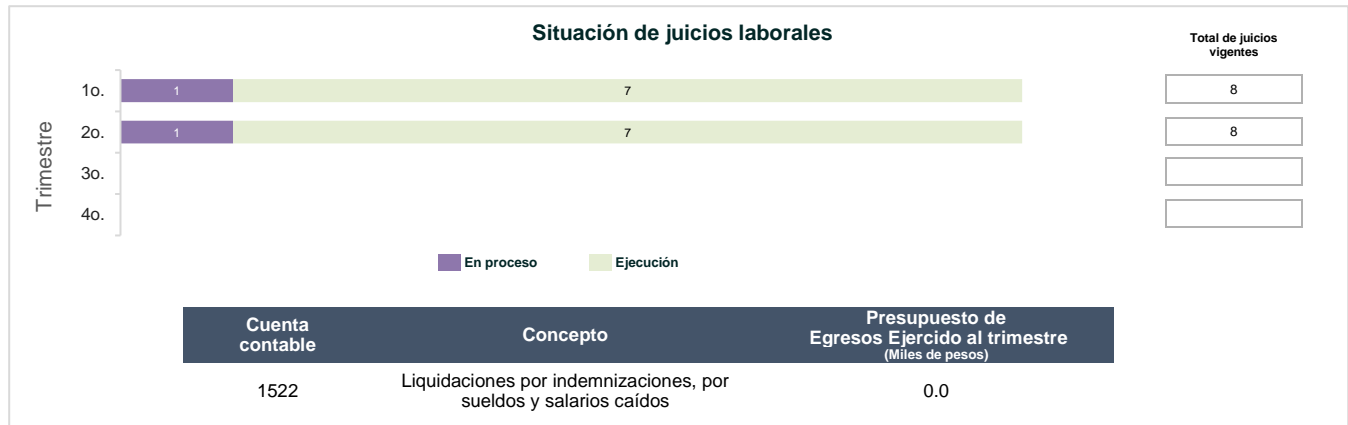 Situación de juicios laborales
Total de juicios
vigentes
Trimestre
1o.
1
7
8
2o.
1
7
8
3o.
4o.
En proceso
Ejecución
Cuenta
contable
Concepto
Presupuesto de
Egresos Ejercido al trimestre
(Miles de pesos)
1522
Liquidaciones por indemnizaciones, por
sueldos y salarios caídos
0.0